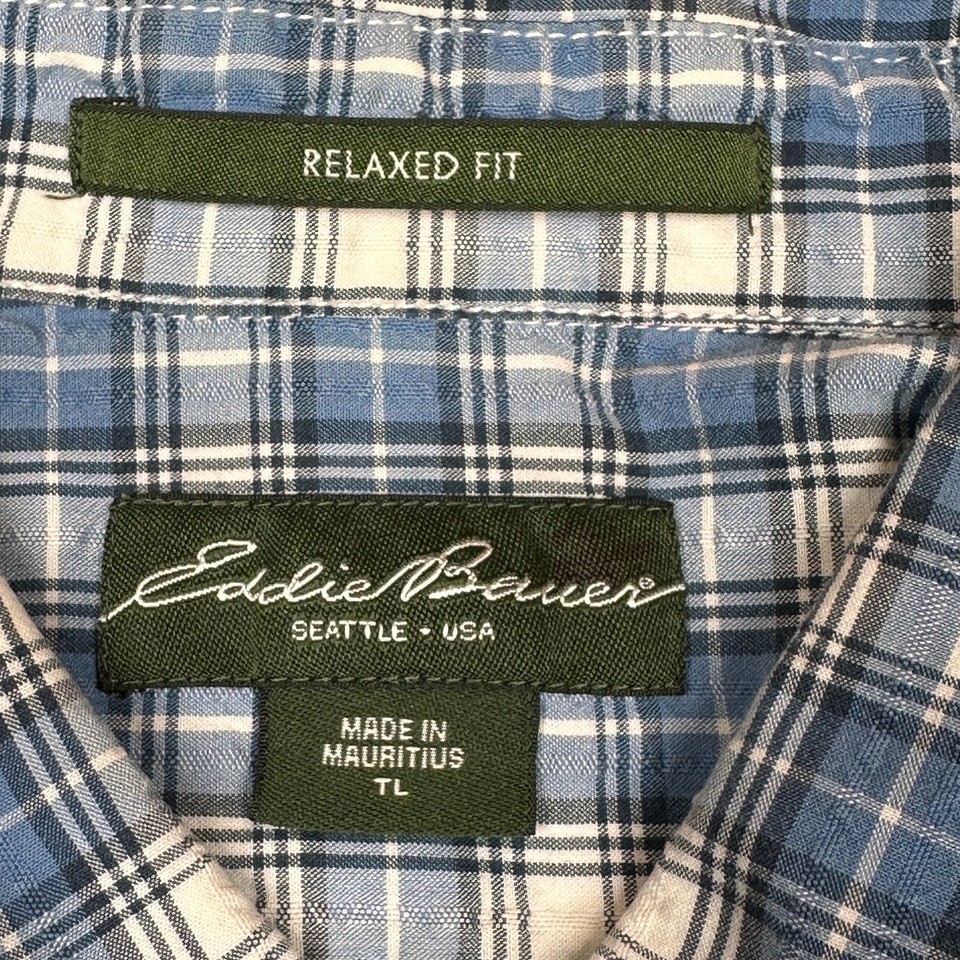 RELAXED FIT
Eddie Bauer®
SEATTLE • USA
MADE IN
MAURITIUS
TL